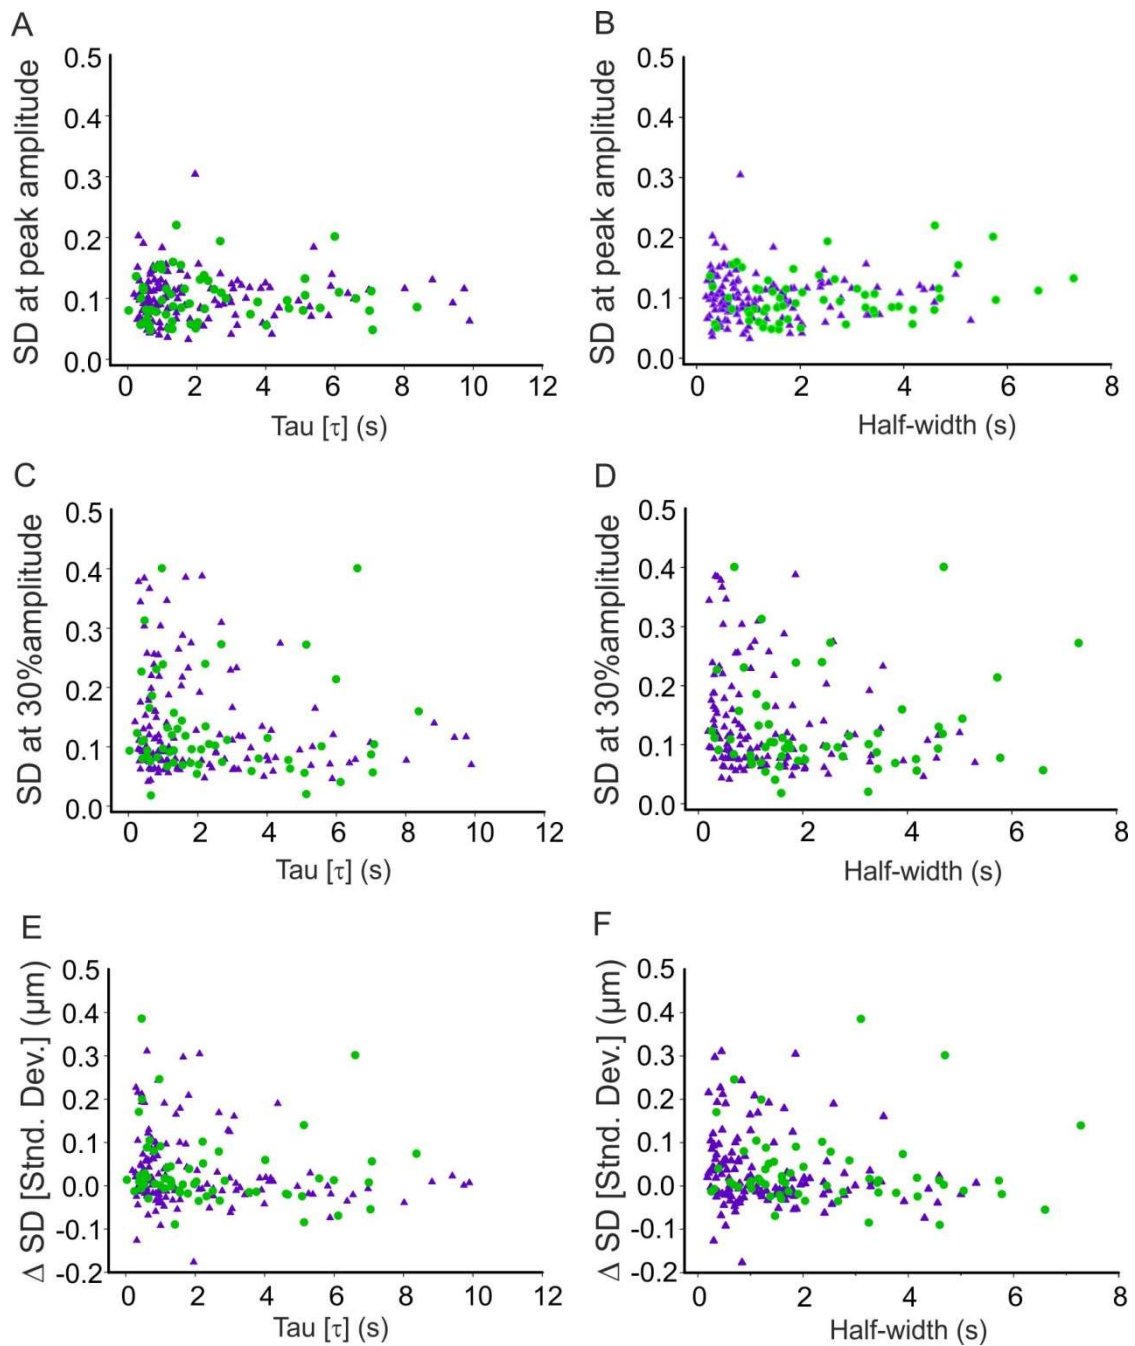 A
SD at peak amplitude
0.5
0.4
0.3
0.2
0.1
0.0
0 2 4 6 8 10 12
Tau [τ] (s)
B
SD at peak amplitude
0.5
0.4
0.3
0.2
0.1
0.0
0 2 4 6 8
Half-width (s)
C
SD at 30%amplitude
0.5
0.4
0.3
0.2
0.1
0.0
0 2 4 6 8 10 12
Tau [τ] (s)
D
SD at 30%amplitude
0.5
0.4
0.3
0.2
0.1
0.0
0 2 4 6 8
Half-width (s)
E
Δ SD [Stnd. Dev.] (μm)
0.5
0.4
0.3
0.2
0.1
0.0
-0.1
-0.2
0 2 4 6 8 10 12
Tau [τ] (s)
F
Δ SD [Stnd. Dev.] (μm)
0.5
0.4
0.3
0.2
0.1
0.0
-0.1
-0.2
0 2 4 6 8
Half-width (s)